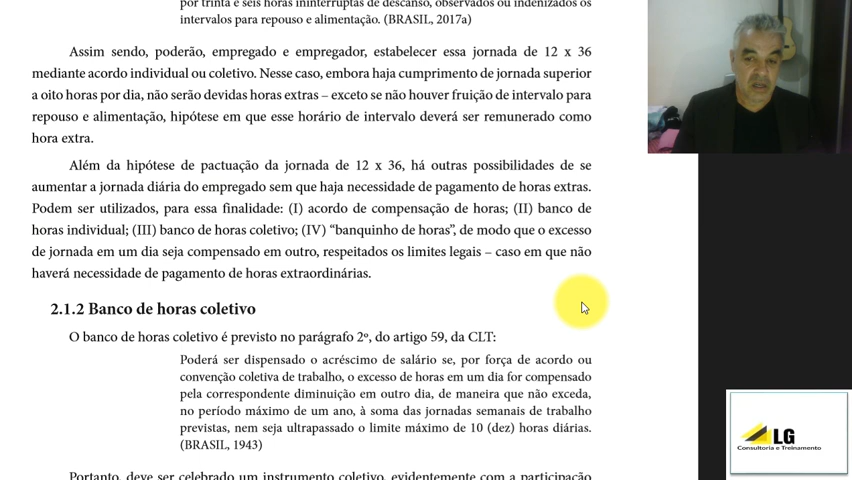 por trinta e seis horas ininterruptas de descanso, observados ou indenizados os
intervalos para repouso e alimentação. (BRASIL, 2017a)
Assim sendo, poderão, empregado e empregador, estabelecer essa jornada de 12 x 36
mediante acordo individual ou coletivo. Nesse caso, embora haja cumprimento de jornada superior
a oito horas por dia, não serão devidas horas extras – exceto se não houver fruição de intervalo para
repouso e alimentação, hipótese em que esse horário de intervalo deverá ser remunerado como
hora extra.
Além da hipótese de pactuação da jornada de 12 x 36, há outras possibilidades de se
aumentar a jornada diária do empregado sem que haja necessidade de pagamento de horas extras.
Podem ser utilizados, para essa finalidade: (I) acordo de compensação de horas; (II) banco de
horas individual; (III) banco de horas coletivo; (IV) “banquinho de horas”, de modo que o excesso
de jornada em um dia seja compensado em outro, respeitados os limites legais – caso em que não
haverá necessidade de pagamento de horas extraordinárias.
2.1.2 Banco de horas coletivo
O banco de horas coletivo é previsto no parágrafo 2º, do artigo 59, da CLT:
Poderá ser dispensado o acréscimo de salário se, por força de acordo ou
convenção coletiva de trabalho, o excesso de horas em um dia for compensado
pela correspondente diminuição em outro dia, de maneira que não exceda,
no período máximo de um ano, à soma das jornadas semanais de trabalho
previstas, nem seja ultrapassado o limite máximo de 10 (dez) horas diárias.
(BRASIL, 1943)
Portanto, deve ser celebrado um instrumento coletivo, evidentemente com a participação
LG
Consultoria e Treinamento